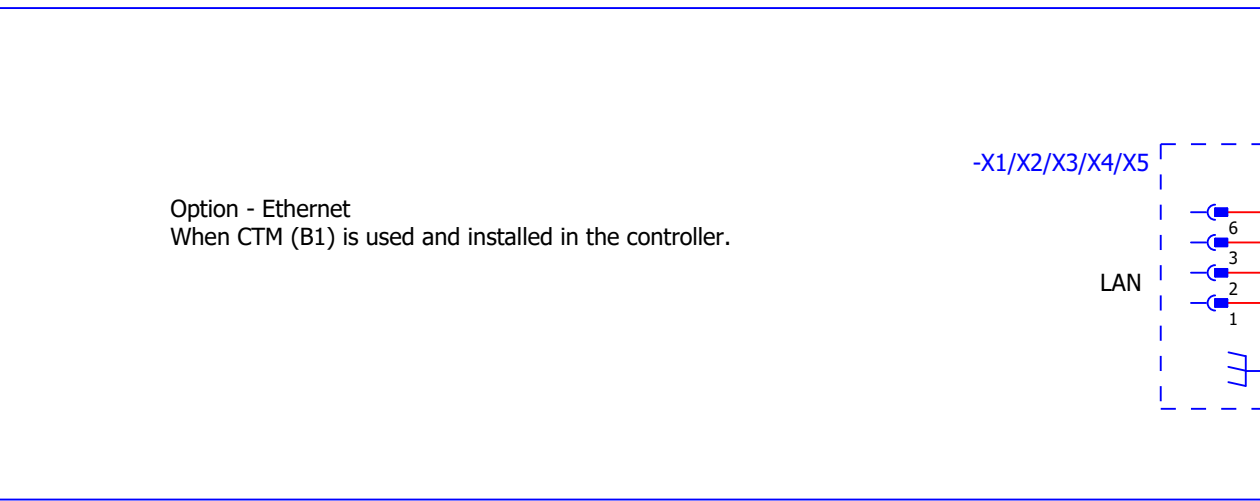 -X1/X2/X3/X4/X5
Option - Ethernet
When CTM (B1) is used and installed in the controller.
6
3
LAN
2
1